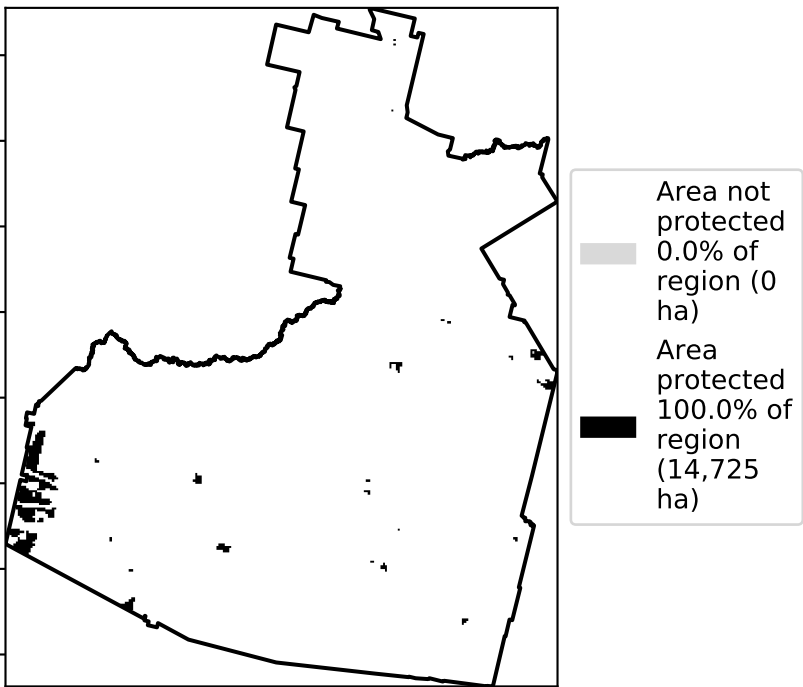 Area not
protected
0.0% of
region (0
ha)
Area
protected
100.0% of
region
(14,725
ha)